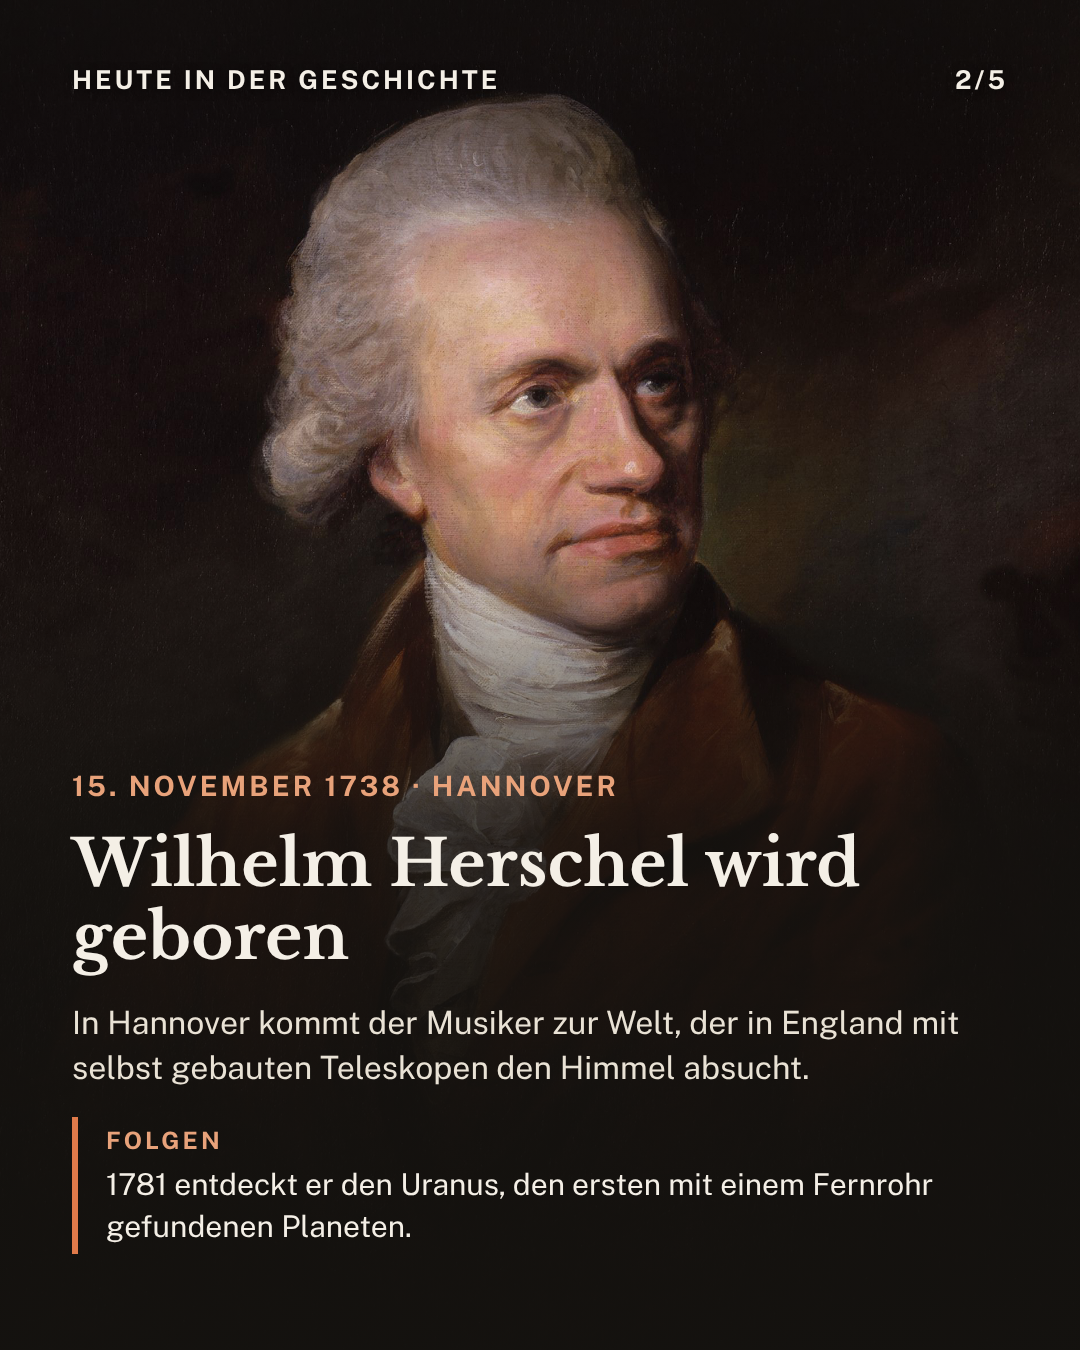 HEUTE IN DER GESCHICHTE
2/5
15. NOVEMBER 1738 · HANNOVER
Wilhelm Herschel wird
geboren
In Hannover kommt der Musiker zur Welt, der in England mit
selbst gebauten Teleskopen den Himmel absucht.
FOLGEN
1781 entdeckt er den Uranus, den ersten mit einem Fernrohr
gefundenen Planeten.